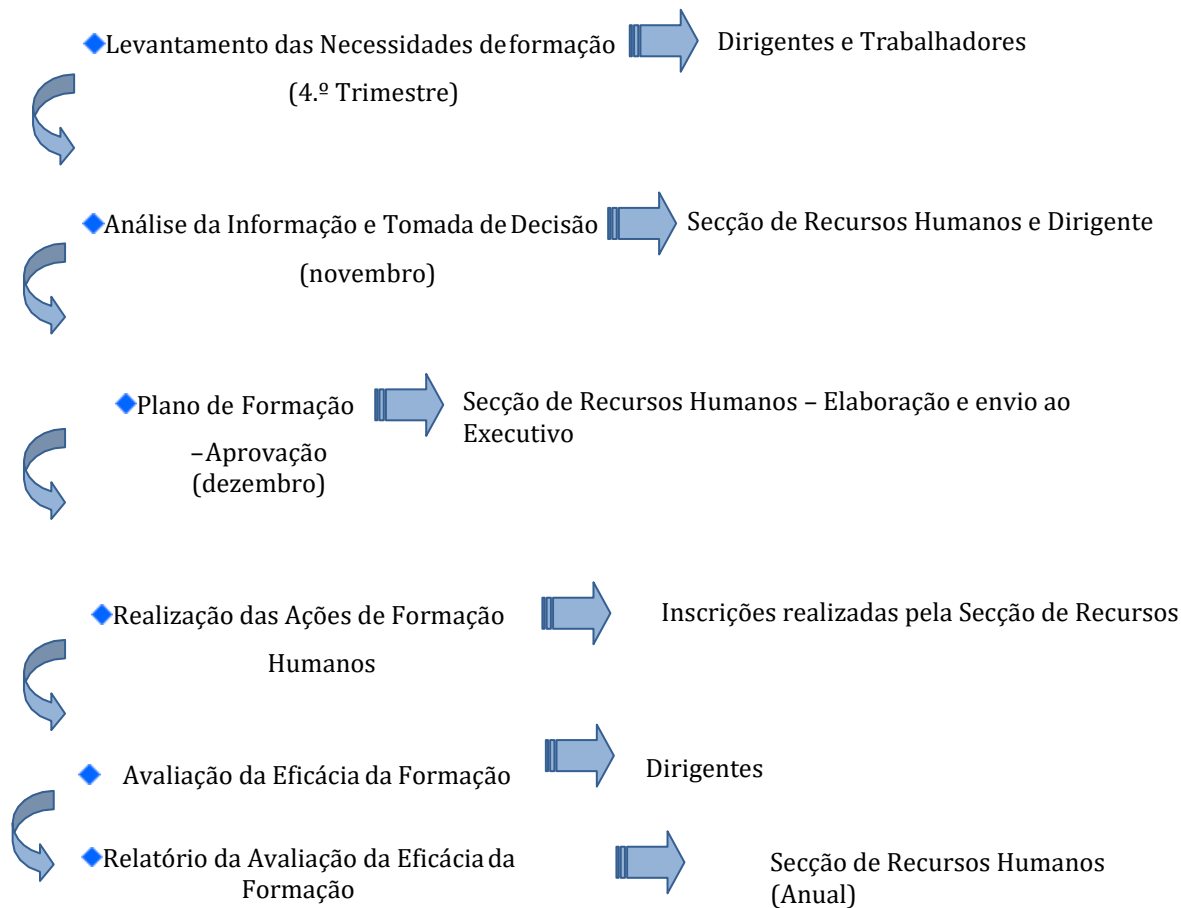 Levantamento das Necessidades de formação
Dirigentes e Trabalhadores
(4.º Trimestre)
Análise da Informação e Tomada de Decisão
Secção de Recursos Humanos e Dirigente
(novembro)
Plano de Formação
–Aprovação
(dezembro)
Secção de Recursos Humanos – Elaboração e envio ao
Executivo
Realização das Ações de Formação
Inscrições realizadas pela Secção de Recursos
Humanos
Avaliação da Eficácia da Formação
Dirigentes
Relatório da Avaliação da Eficácia da
Formação
Secção de Recursos Humanos
(Anual)